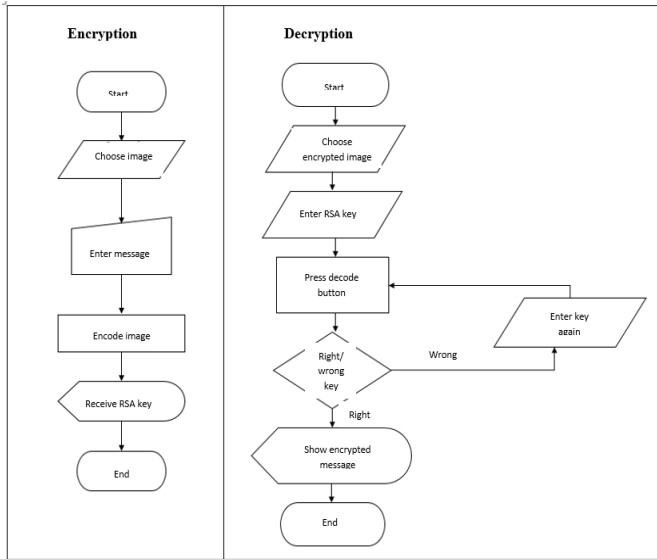 Encryption
Start
Choose image
Enter message
Encode image
Receive RSA key
End
Decryption
Start
Choose
encrypted image
Enter RSA key
Press decode
button
Enter key
again
Right/
wrong
key
Wrong
Right
Show encrypted
message
End